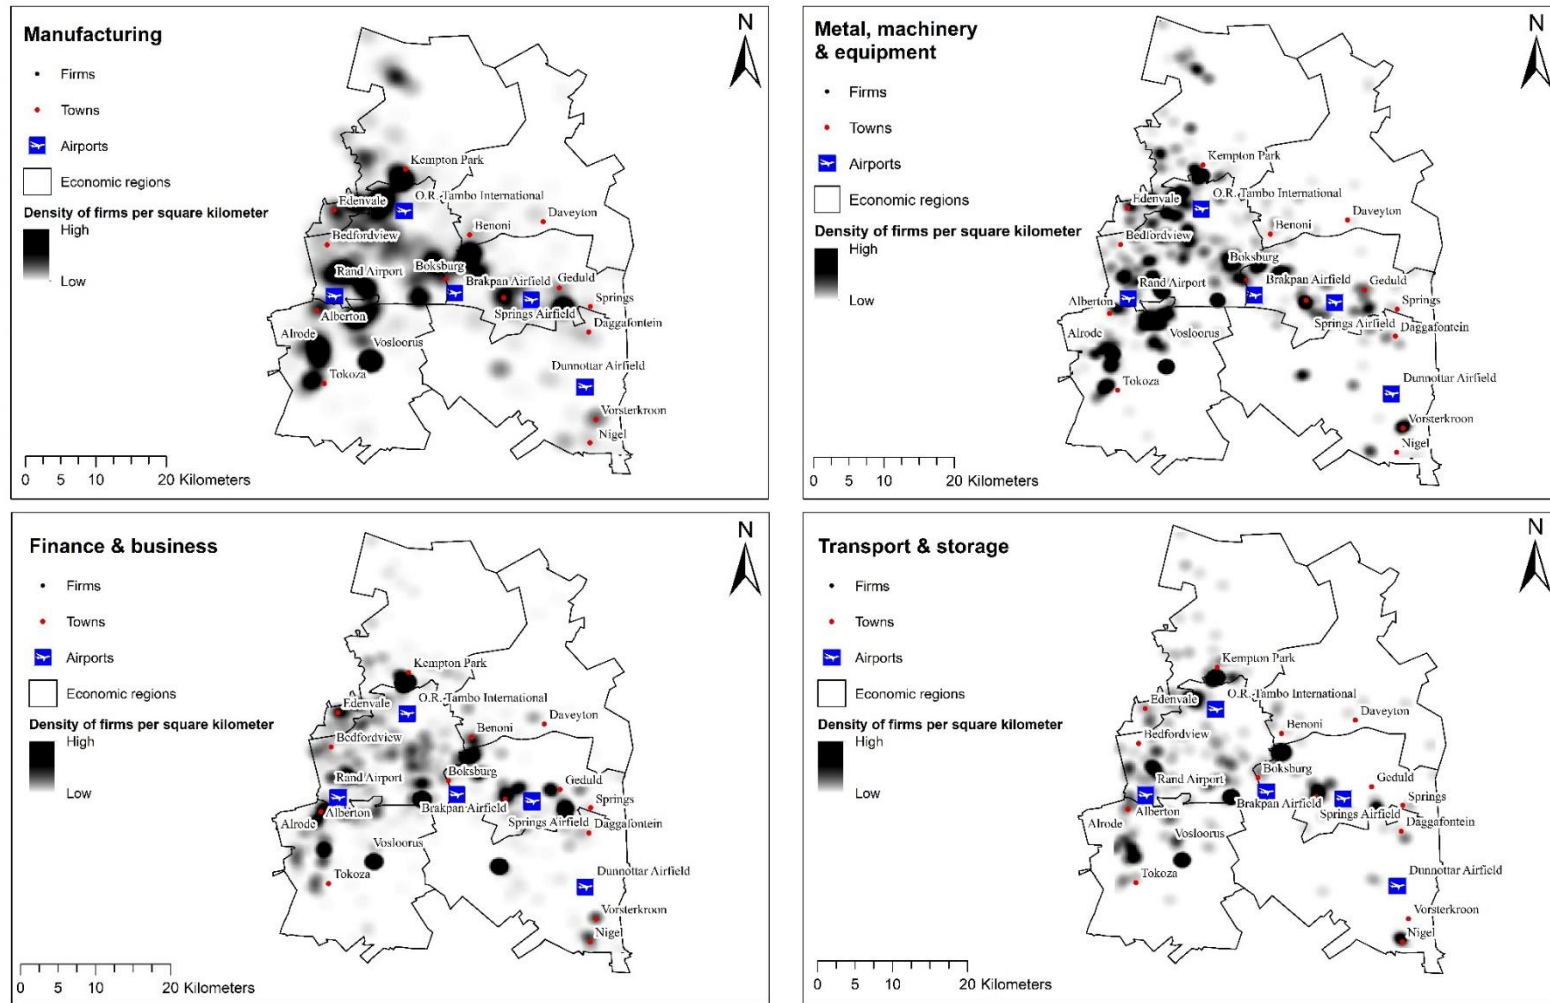 Manufacturing
N
Firms
Towns
Airports
Economic regions
Density of firms per square kilometer
High
Low
Kempton Park
O.R. Tambo International
Edenvale
Daveyton
Bedfordview
Benoni
Boksburg
Rand Airport
Brakpan Airfield
Geduld
Springs
Alberton
Springs Airfield
Daggafontein
Alrode
Vosloorus
Dunnottar Airfield
Tokoza
Vorsterkroon
Nigel
0 5 10 20 Kilometers
Metal, machinery
& equipment
N
Firms
Towns
Airports
Economic regions
Density of firms per square kilometer
High
Low
Kempton Park
O.R. Tambo International
Edenvale
Daveyton
Bedfordview
Benoni
Boksburg
Brakpan Airfield
Geduld
Rand Airport
Alberton
Springs
Springs Airfield
Alrode
Vosloorus
Daggafontein
Dunnottar Airfield
Tokoza
Vorsterkroon
Nigel
0 5 10 20 Kilometers
Finance & business
N
Firms
Towns
Airports
Economic regions
Density of firms per square kilometer
High
Low
Kempton Park
O.R. Tambo International
Edenvale
Daveyton
Bedfordview
Benoni
Rand Airport
Boksburg
Geduld
Springs
Alberton
Brakpan Airfield
Alrode
Springs Airfield
Daggafontein
Vosloorus
Tokoza
Dunnottar Airfield
Vorsterkroon
Nigel
0 5 10 20 Kilometers
Transport & storage
N
Firms
Towns
Airports
Economic regions
Density of firms per square kilometer
High
Low
Kempton Park
O.R. Tambo International
Edenvale
Daveyton
Benoni
Bedfordview
Boksburg
Rand Airport
Geduld
Brakpan Airfield
Springs
Alberton
Springs Airfield
Alrode
Vosloorus
Daggafontein
Tokoza
Dunnottar Airfield
Vorsterkroon
Nigel
0 5 10 20 Kilometers